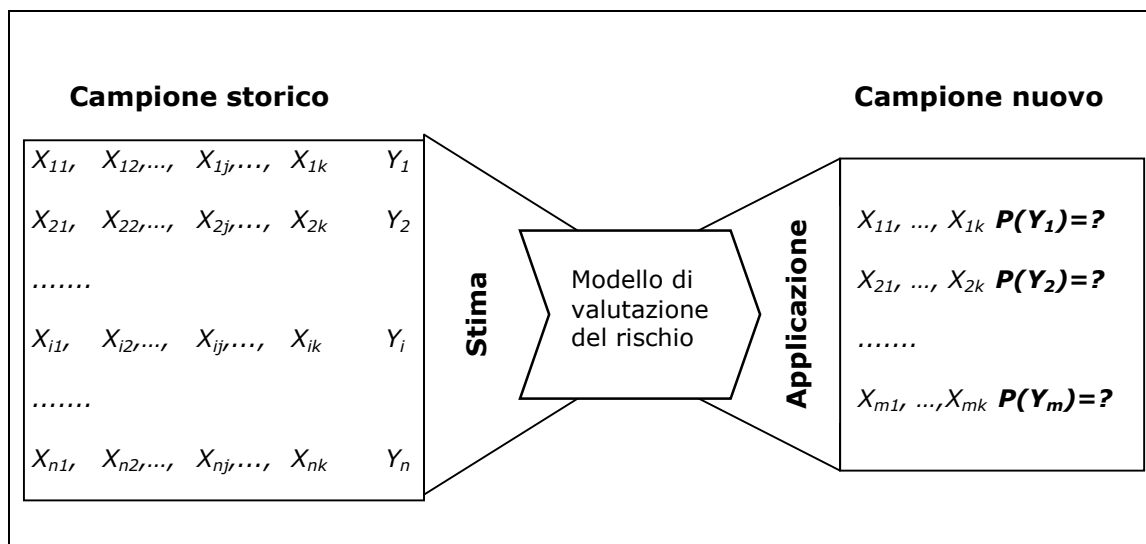 Campione storico
X11, X12,..., X1j,..., X1k Y1
X21, X22,..., X2j,..., X2k Y2
.......
Xi1, Xi2,..., Xij,..., Xik Yi
.......
Xn1, Xn2,..., Xnj,..., Xnk Yn
Stima
Modello di
valutazione
del rischio
Applicazione
Campione nuovo
X11, ..., X1k P(Y1)=?
X21, ..., X2k P(Y2)=?
.......
Xm1, ...,Xmk P(Ym)=?